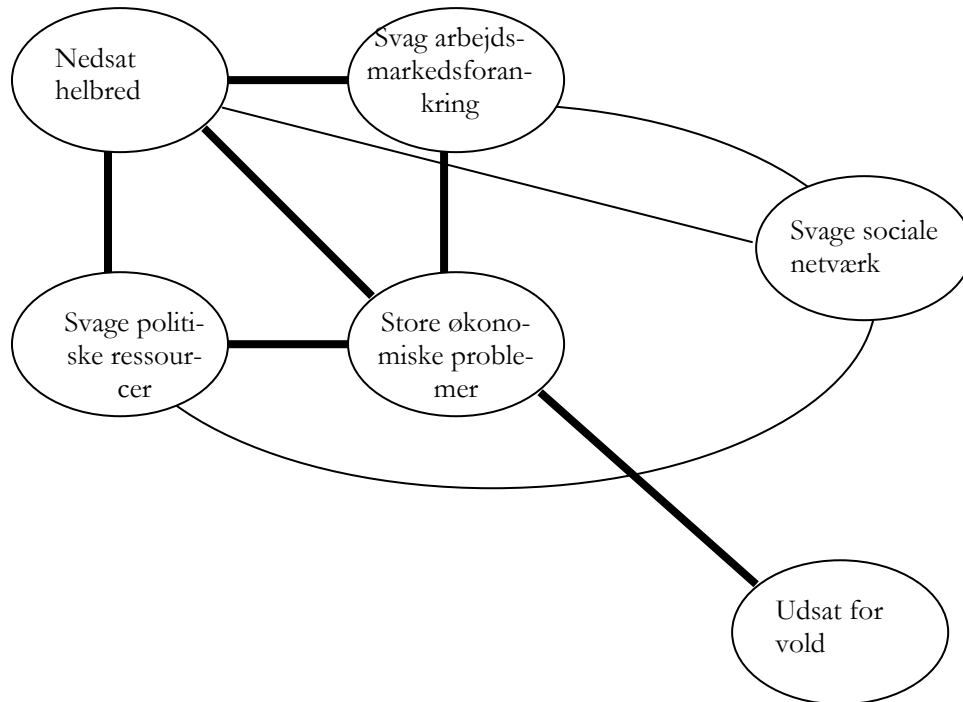 Nedsat
helbred
Svag arbejds-
markedsforan-
kring
Svage sociale
netværk
Svage politi-
ske ressour-
cer
Store økono-
miske proble-
mer
Udsat for
vold